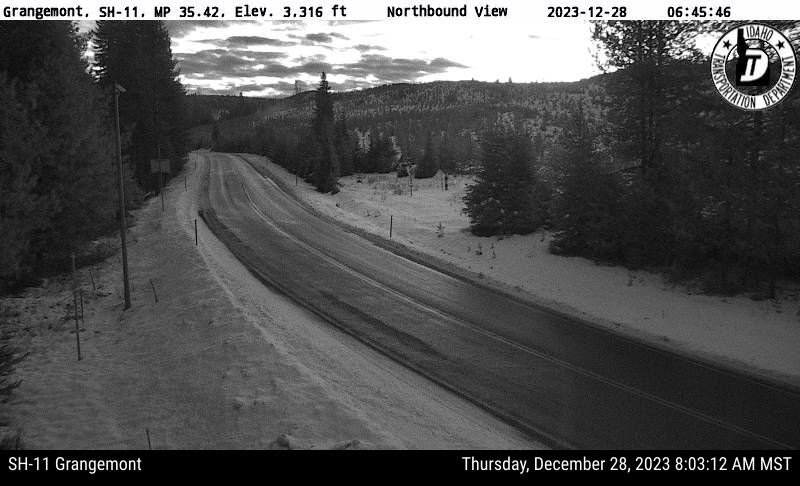 Grangemont, SH-11, MP 35.42, Elev. 3,316 ft Northbound View 2023-12-28 06:45:46
IDAHO
TRANSPORTATION DEPARTMENT
SH-11 Grangemont Thursday, December 28, 2023 8:03:12 AM MST